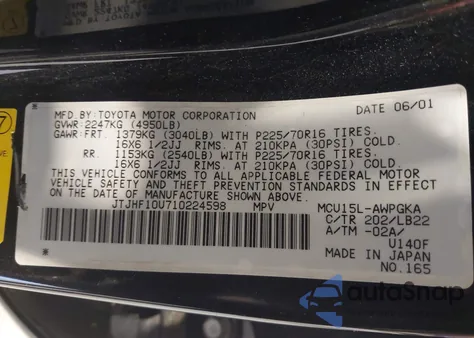 MFD.BY:TOYOTA MOTOR CORPORATION DATE 06/01
GVWR:2247KG (4950LB)
GAWR:FRT. 1379KG (3040LB) WITH P225/70R16 TIRES.
16X6 1/2JJ RIMS. AT 210KPA (30PSI) COLD.
RR. 1153KG (2540LB) WITH P225/70R16 TIRES.
16X6 1/2JJ RIMS. AT 210KPA (30PSI) COLD.
THIS VEHICLE CONFORMS TO ALL APPLICABLE FEDERAL MOTOR
VEHICLE SAFETY AND THEFT PREVENTION STANDARDS IN EFFECT
ON THE DATE OF MANUFACTURE SHOWN ABOVE.
JTJHF10U710224598 MPV MCU15L-AWPGKA
C/TR 202/LB22
A/TM -02A/
U140F
MADE IN JAPAN
NO.165
7
autoSnap